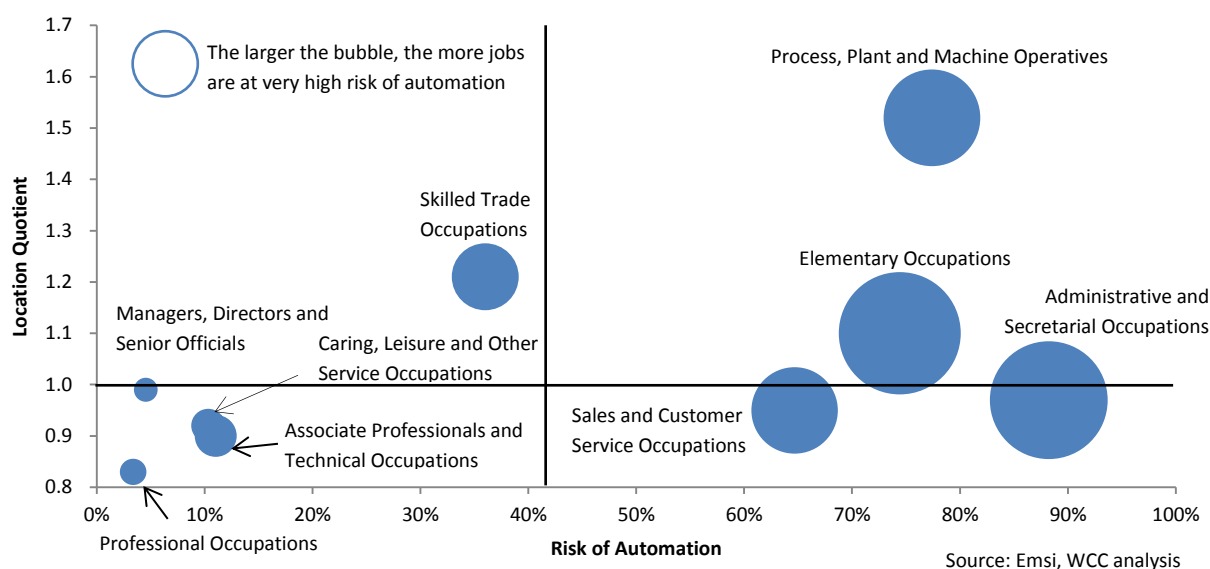 1.7
1.6
1.5
1.4
1.3
1.2
1.1
1.0
0.9
0.8
Location Quotient
The larger the bubble, the more jobs
are at very high risk of automation
Process, Plant and Machine Operatives
Skilled Trade
Occupations
Elementary Occupations
Administrative and
Secretarial Occupations
Managers, Directors and
Senior Officials
Caring, Leisure and Other
Service Occupations
Sales and Customer
Service Occupations
Associate Professionals and
Technical Occupations
Professional Occupations
0% 10% 20% 30% 40% 50% 60% 70% 80% 90% 100%
Risk of Automation
Source: Emsi, WCC analysis